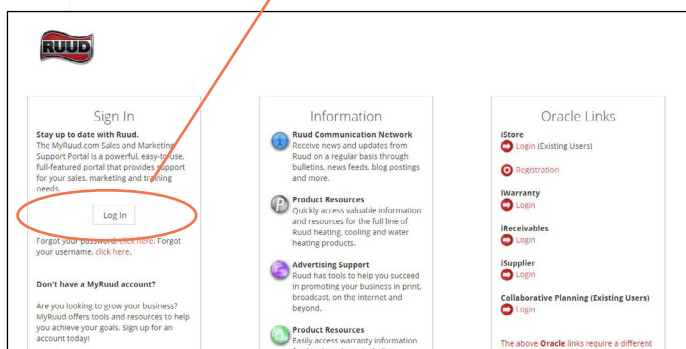 RUUD
Sign In
Stay up to date with Ruud.
The MyRuud.com Sales and Marketing
Support Portal is a powerful, easy-to-use,
full-featured portal that provides support
for your sales, marketing and training
needs.
Log In
Forgot your password, click here. Forgot
your username, click here.
Don't have a MyRuud account?
Are you looking to grow your business?
MyRuud offers tools and resources to help
you achieve your goals. Sign up for an
account today!
Information
Ruud Communication Network
Receive news and updates from
Ruud on a regular basis through
bulletins, news feeds, blog postings
and more.
Product Resources
Quickly access valuable information
and resources for the full line of
Ruud heating, cooling and water
heating products.
Advertising Support
Ruud has tools to help you succeed
in promoting your business in print,
broadcast, on the internet and
beyond.
Product Resources
Easily access warranty information
Oracle Links
iStore
Login (Existing Users)
Registration
iWarranty
Login
iReceivables
Login
iSupplier
Login
Collaborative Planning (Existing Users)
Login
The above Oracle links require a different